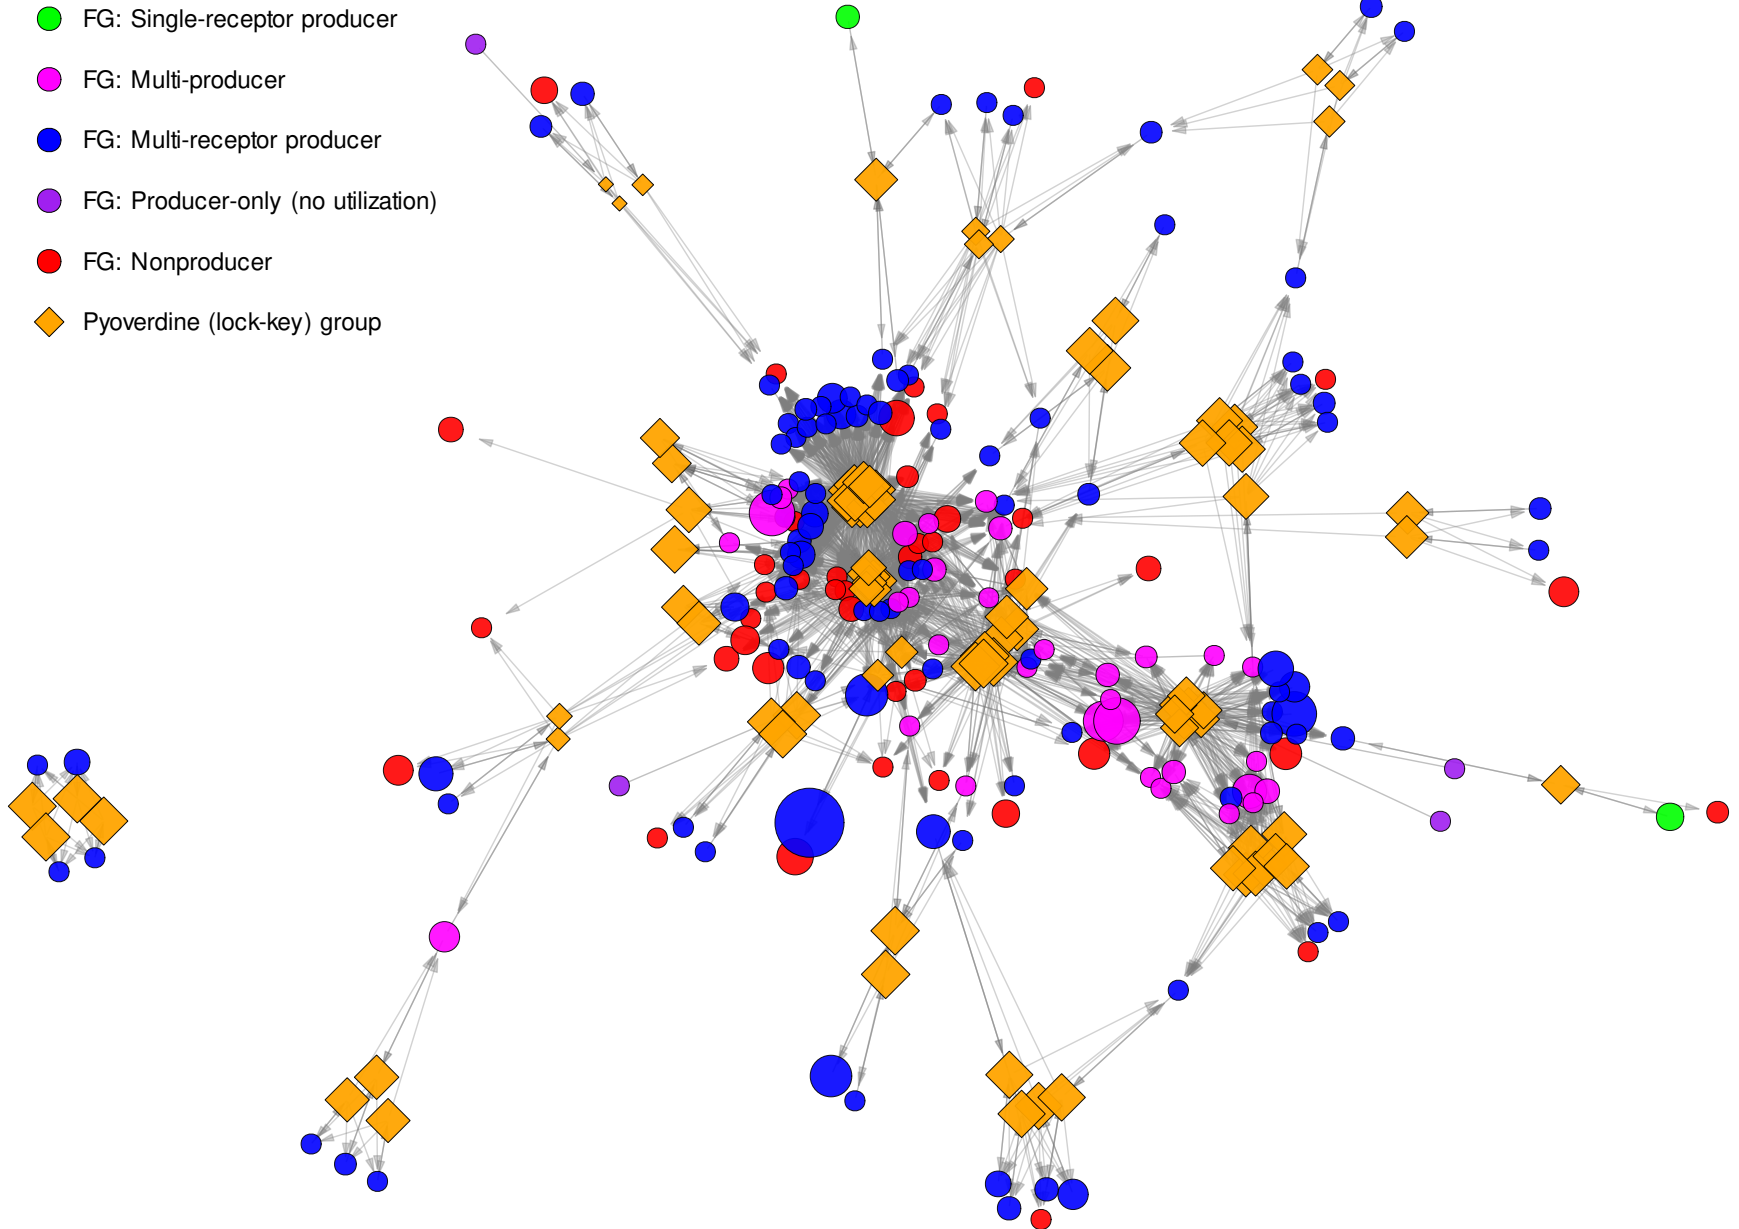 FG: Single-receptor producer
FG: Multi-producer
FG: Multi-receptor producer
FG: Producer-only (no utilization)
FG: Nonproducer
Pyoverdine (lock-key) group